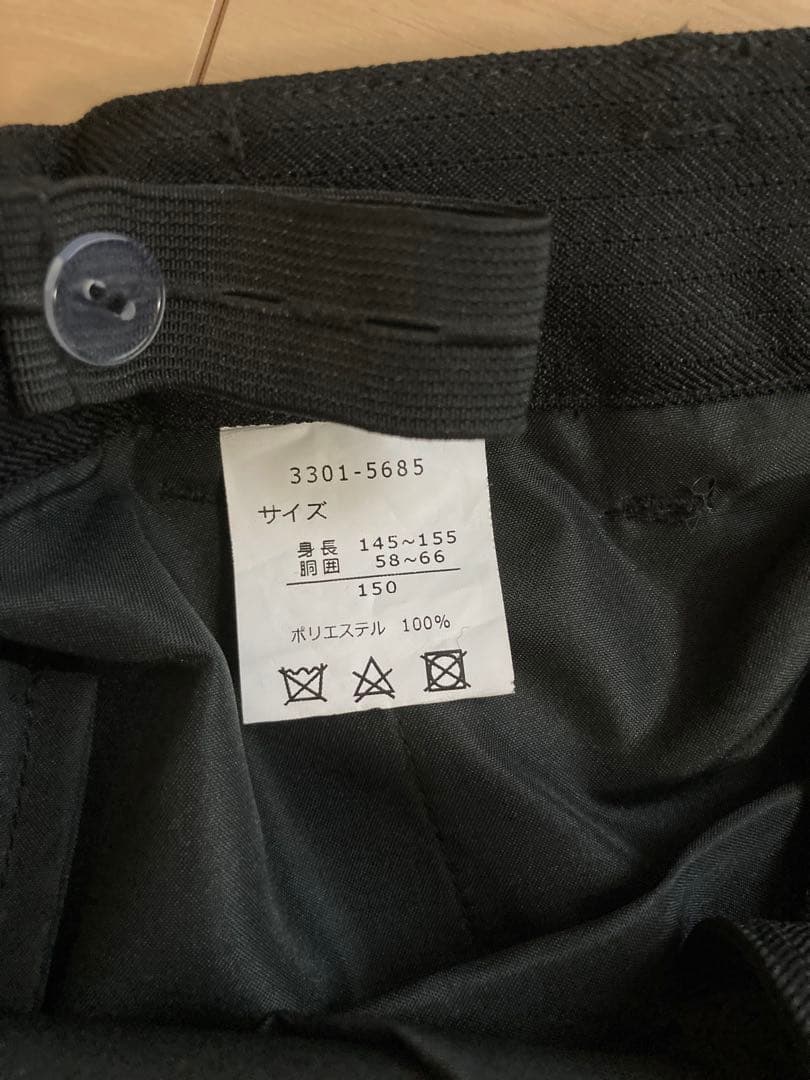 3301-5685
サイズ
身長 145~155
胴囲 58~66
150
ポリエステル 100%